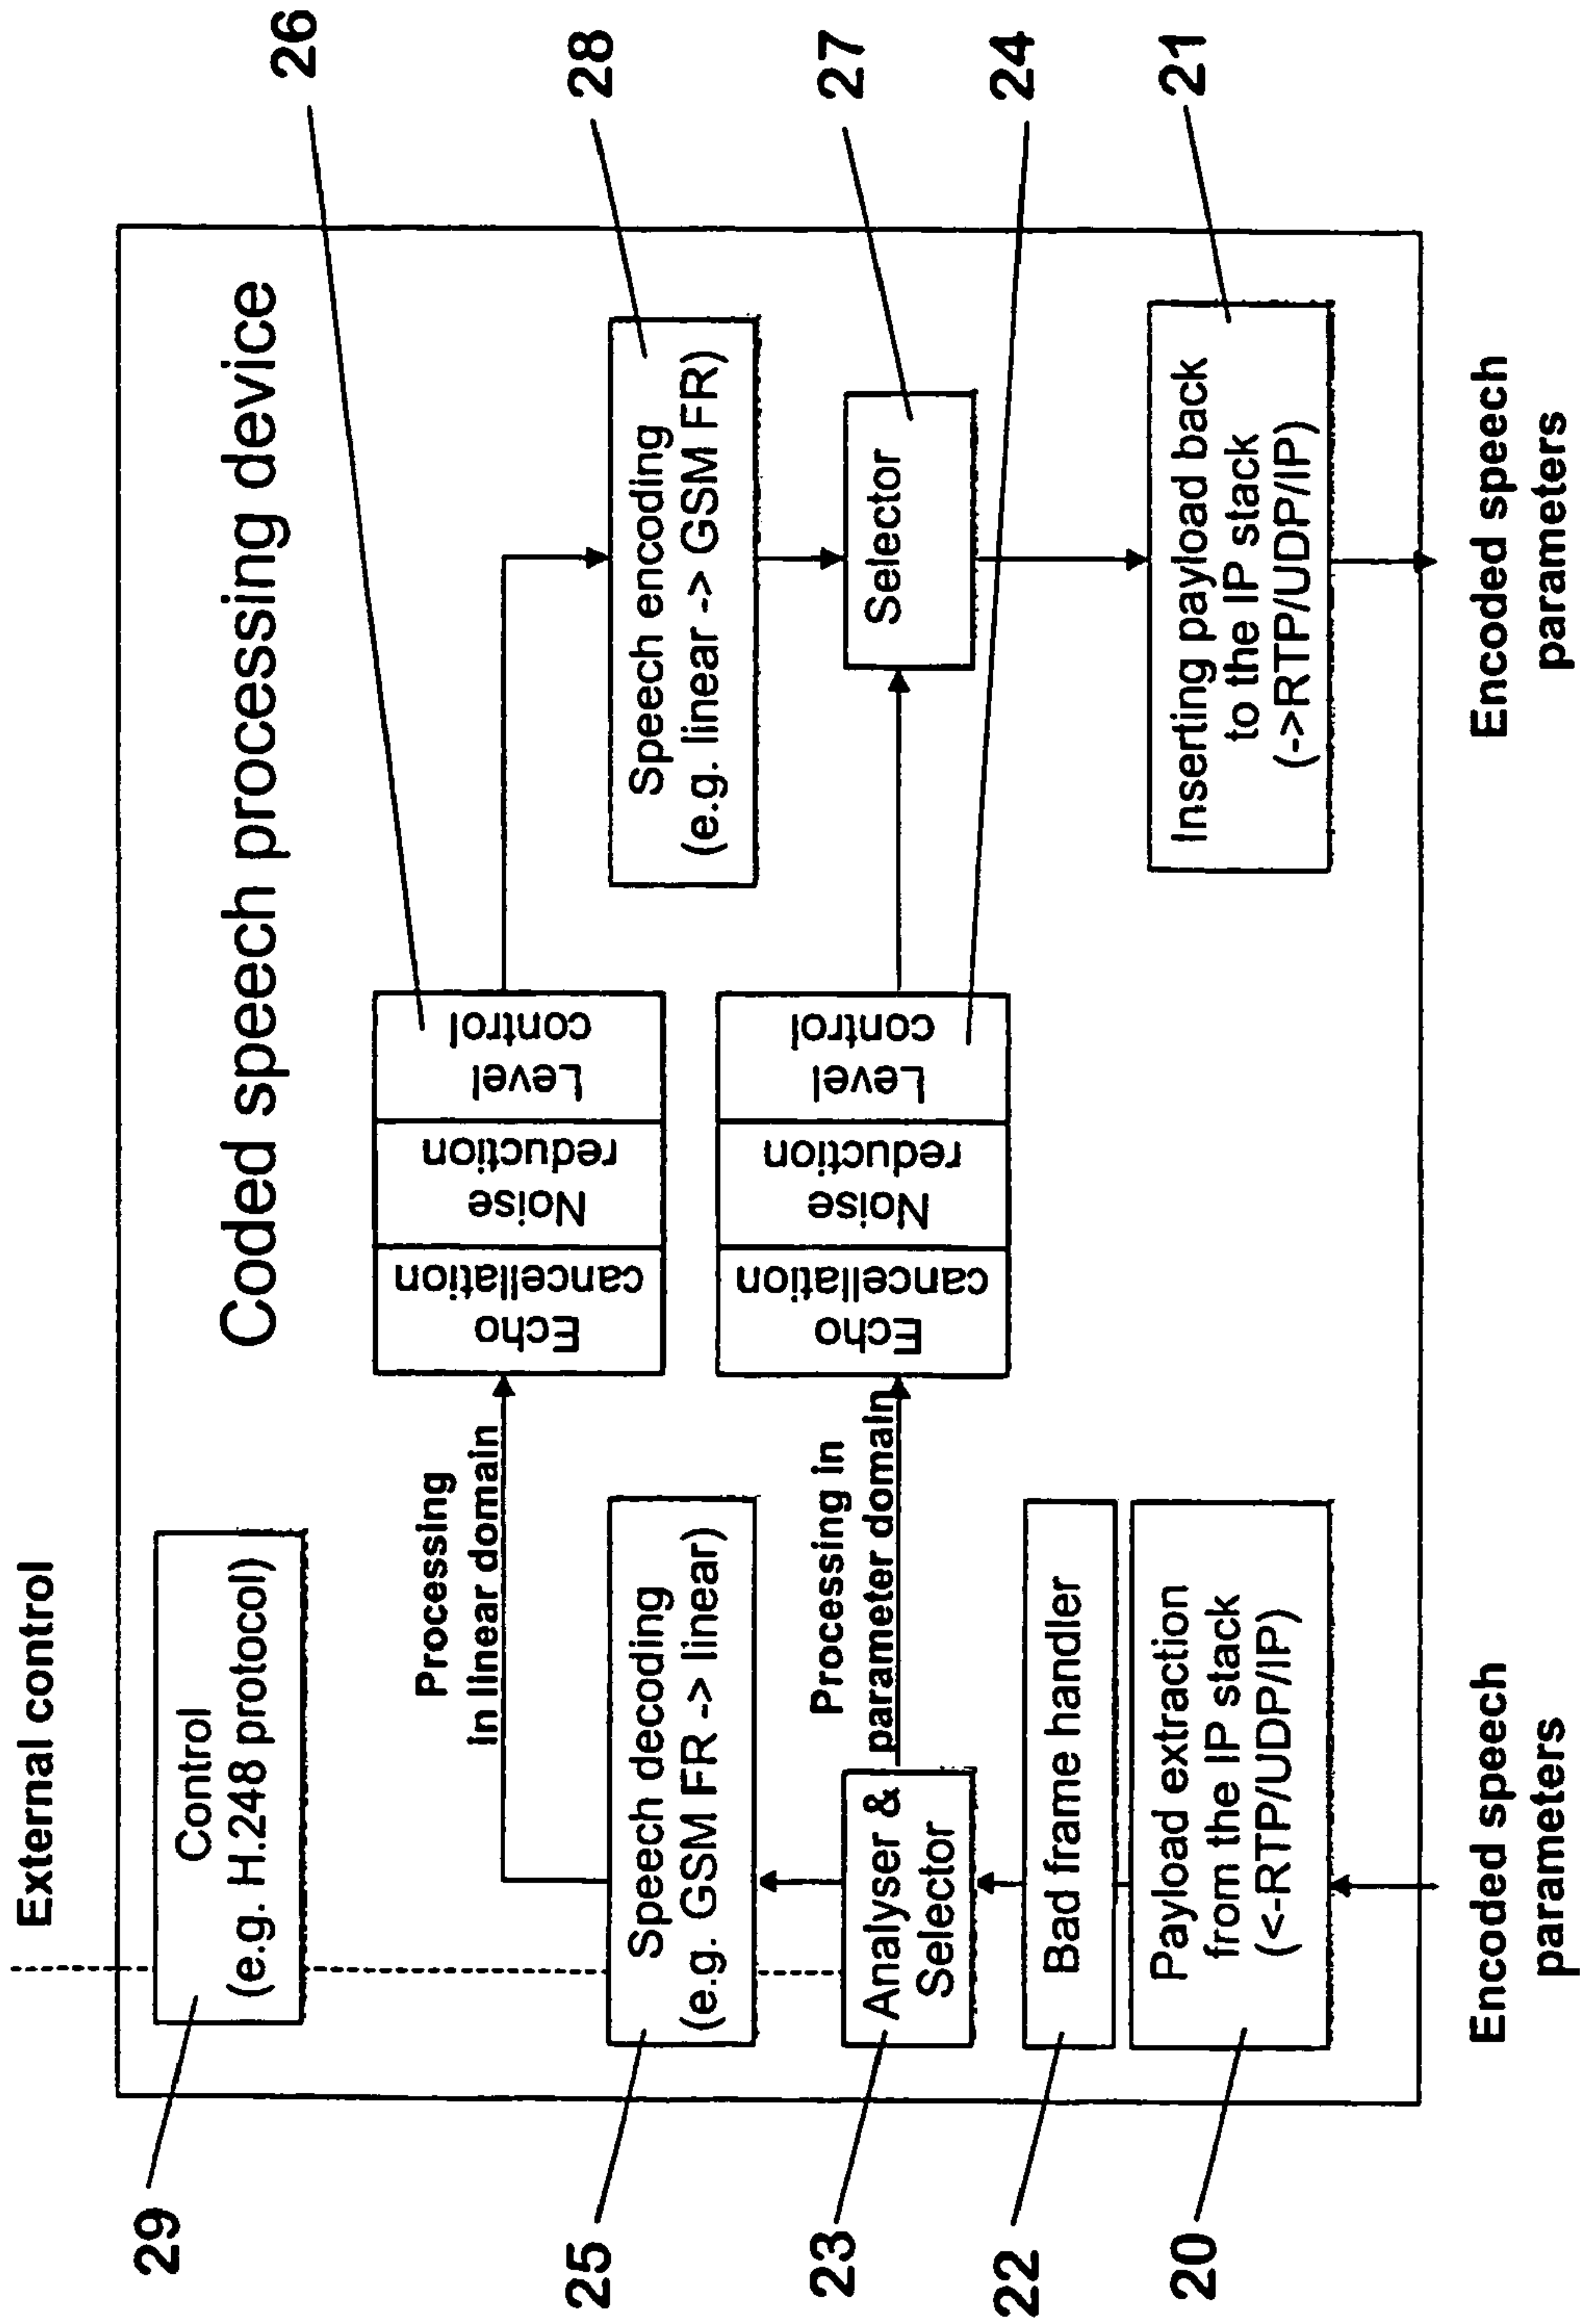 External control
Coded speech processing device
29
Control
(e.g. H.248 protocol)
26
Processing
in linear domain
Echo
cancellation
Noise
reduction
Level
control
25
Speech decoding
(e.g. GSM FR -> linear)
28
Speech encoding
(e.g. linear -> GSM FR)
23
Analyser &
Selector
Processing in
parameter domain
Echo
cancellation
Noise
reduction
Level
control
27
Selector
24
22
Bad frame handler
20
Payload extraction
from the IP stack
(<-RTP/UDP/IP)
21
Inserting payload back
to the IP stack
(->RTP/UDP/IP)
Encoded speech
parameters
Encoded speech
parameters